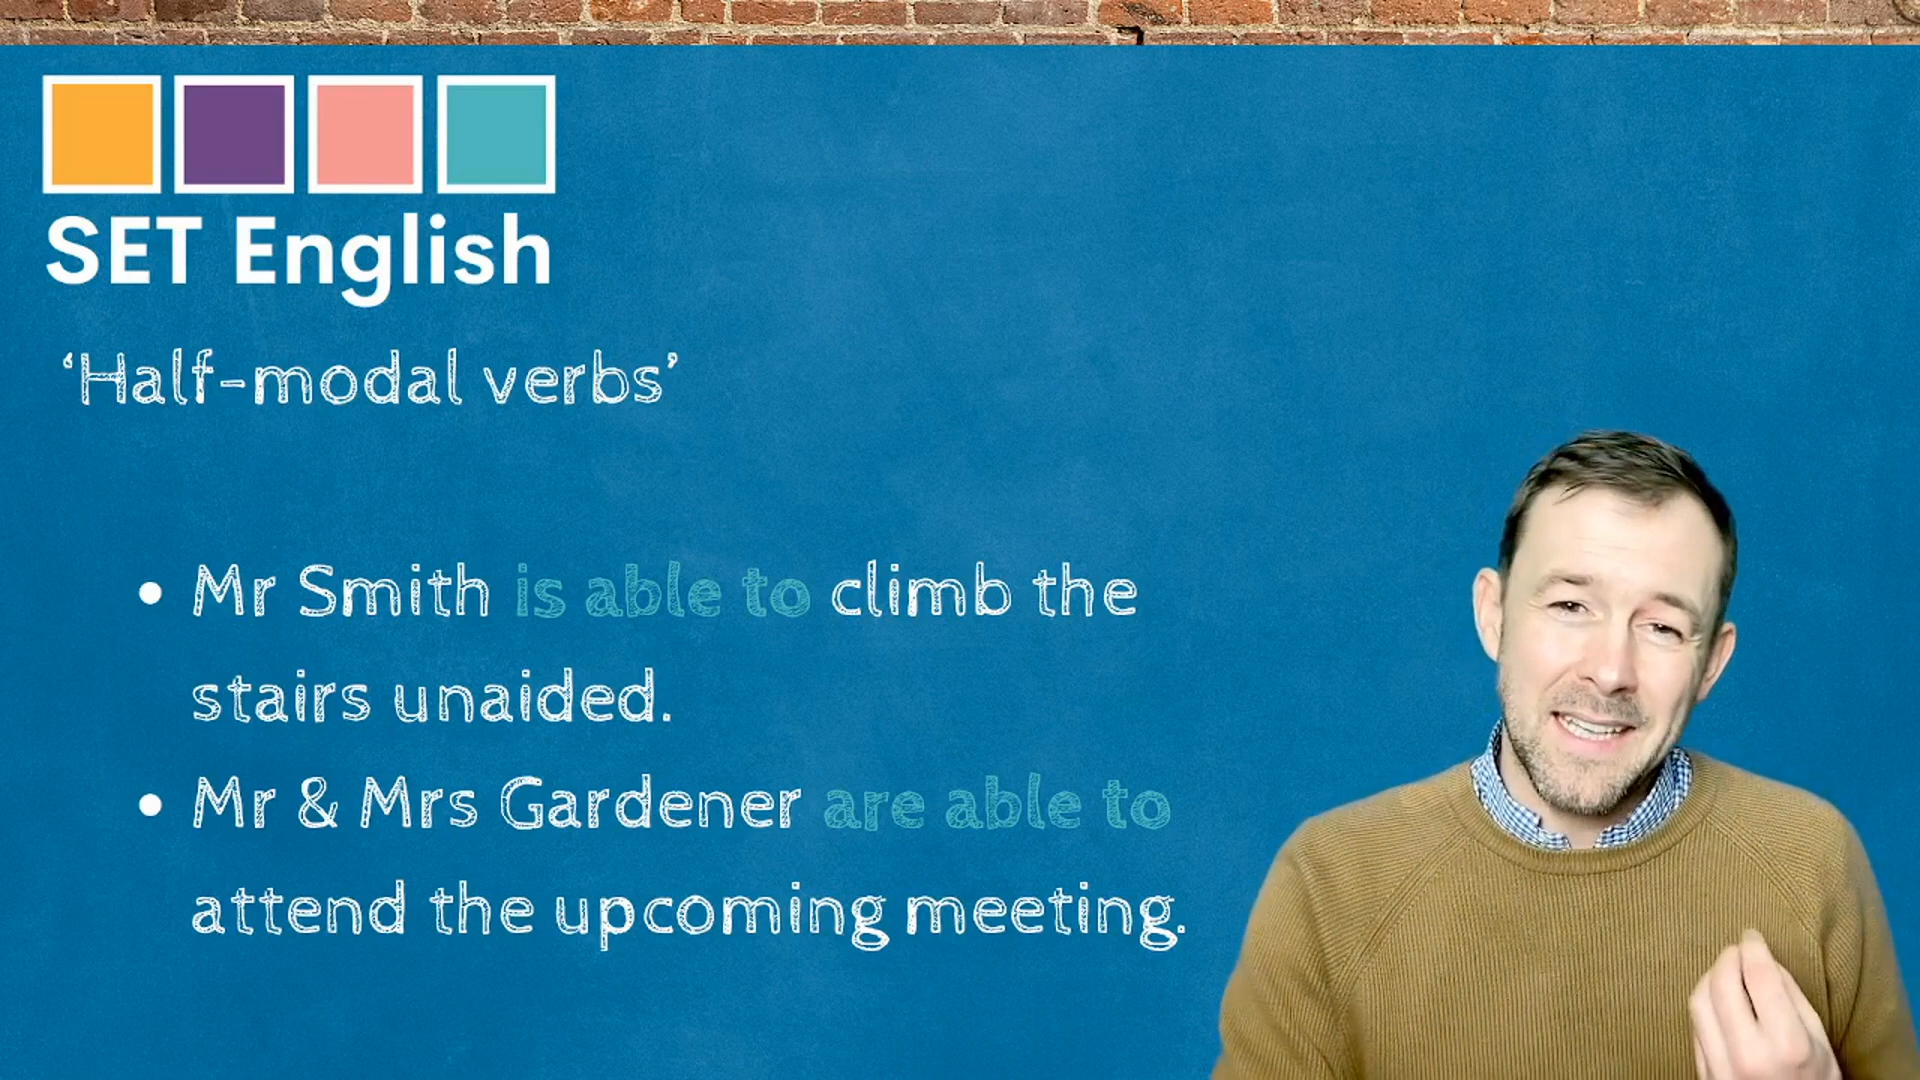 SET English
‘Half-modal verbs’
• Mr Smith is able to climb the
stairs unaided.
• Mr & Mrs Gardener are able to
attend the upcoming meeting.